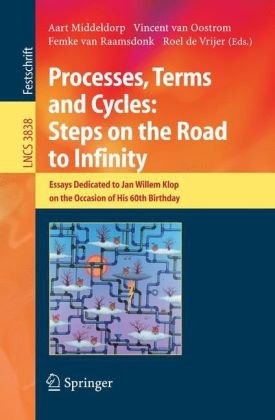 Aart Middeldorp Vincent van Oostrom
Femke van Raamsdonk Roel de Vrijer (Eds.)
Festschrift
LNCS 3838
Processes, Terms
and Cycles:
Steps on the Road
to Infinity
Essays Dedicated to Jan Willem Klop
on the Occasion of His 60th Birthday
Springer